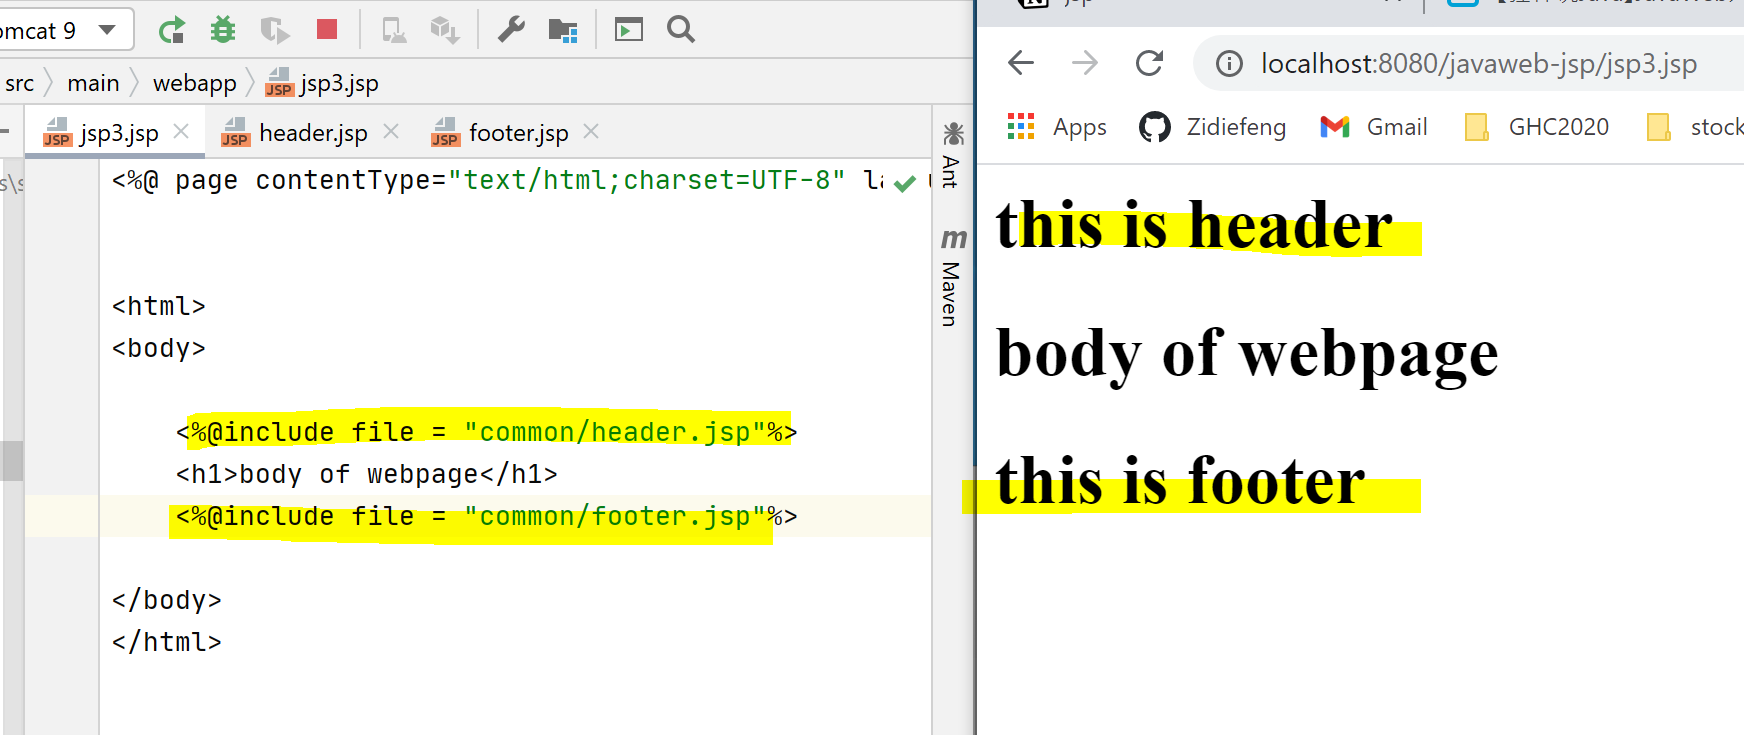 omcat 9
src main webapp jsp3.jsp
jsp3.jsp header.jsp footer.jsp
<%@ page contentType="text/html;charset=UTF-8" la
<html>
<body>
<%@include file = "common/header.jsp"%>
<h1>body of webpage</h1>
<%@include file = "common/footer.jsp"%>
</body>
</html>
Ant
m Maven
jsp
localhost:8080/javaweb-jsp/jsp3.jsp
Apps Zidiefeng Gmail GHC2020 stock
this is header
body of webpage
this is footer